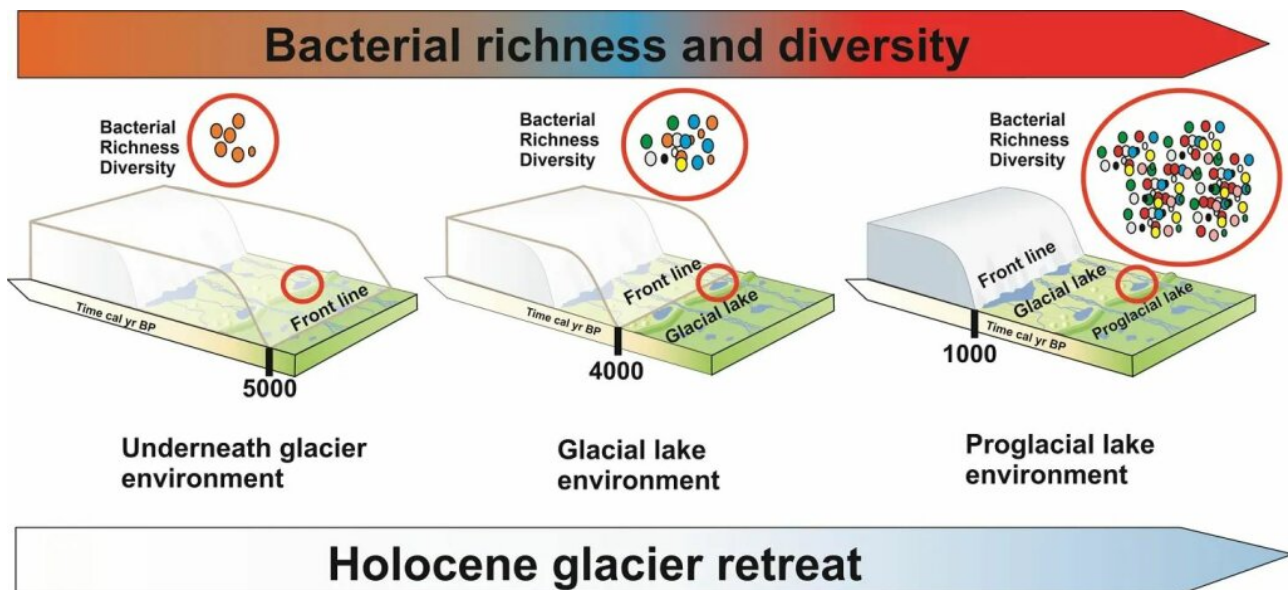 Bacterial richness and diversity
Bacterial
Richness
Diversity
Front line
Time cal yr BP
5000
Underneath glacier
environment
Bacterial
Richness
Diversity
Front line
Glacial lake
Time cal yr BP
4000
Glacial lake
environment
Bacterial
Richness
Diversity
Front line
Glacial lake
Proglacial lake
Time cal yr BP
1000
Proglacial lake
environment
Holocene glacier retreat